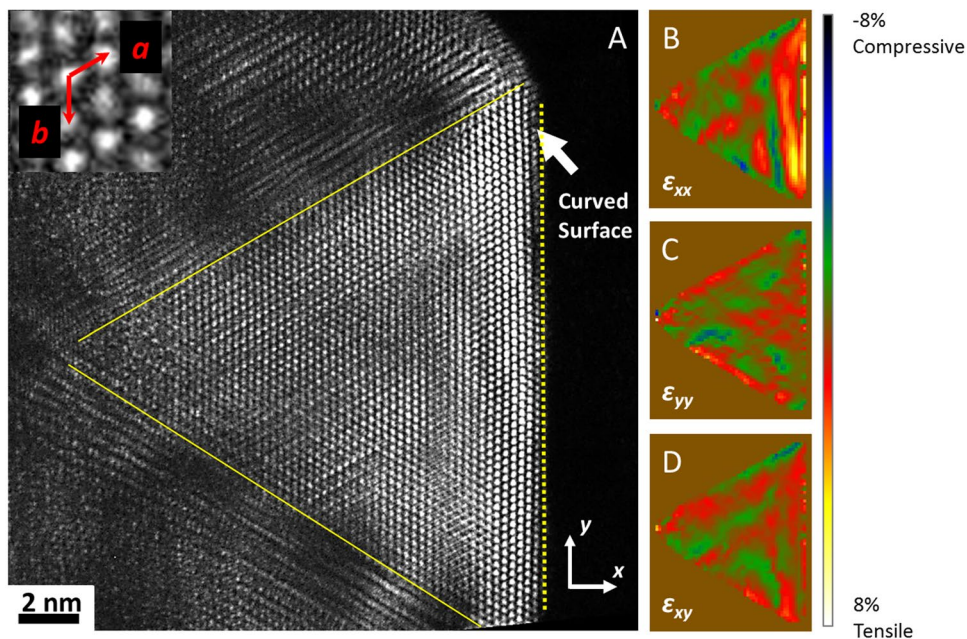 a
b
A
Curved
Surface
y
x
2 nm
B
εxx
C
εyy
D
εxy
-8%
Compressive
8%
Tensile